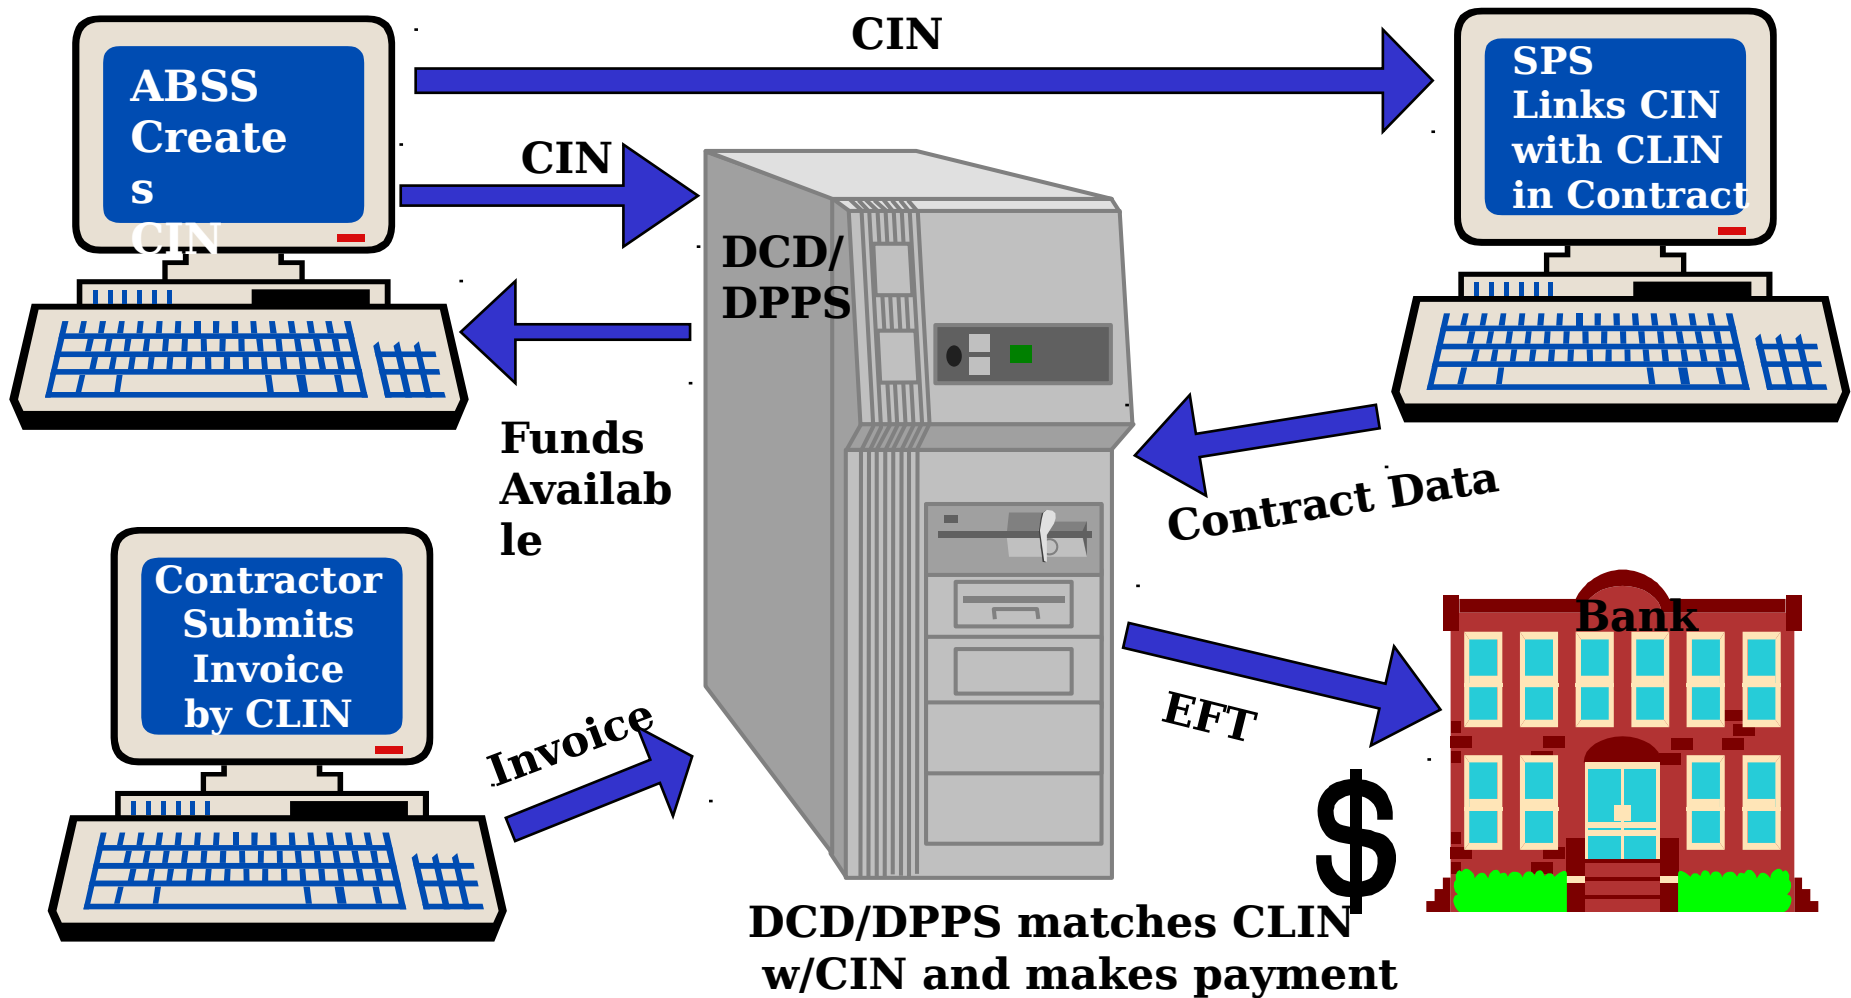 CIN
ABSS
Create
s
CIN
SPS
Links CIN
with CLIN
in Contract
CIN
DCD/
DPPS
Funds
Availab
le
Contract Data
Contractor
Submits
Invoice
by CLIN
Invoice
EFT
Bank
$
DCD/DPPS matches CLIN
w/CIN and makes payment